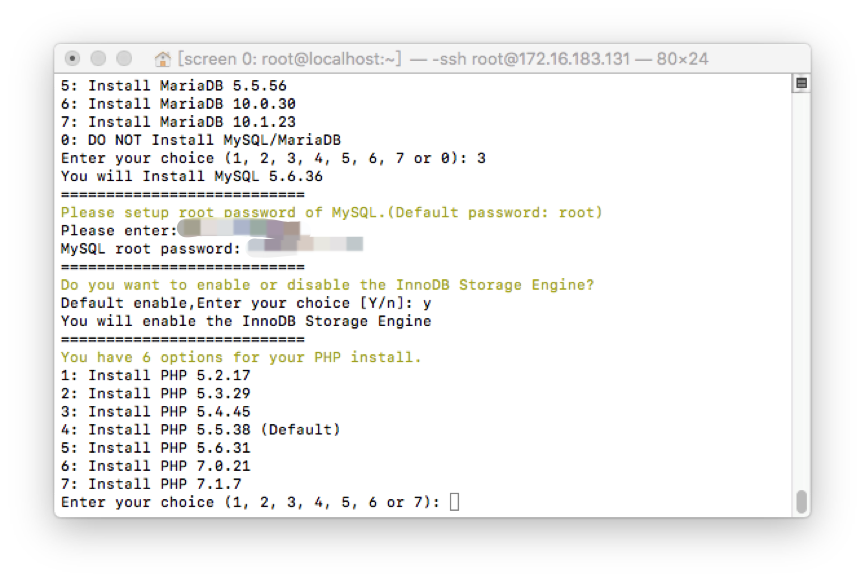 [screen 0: root@localhost:~] — -ssh root@172.16.183.131 — 80×24
5: Install MariaDB 5.5.56
6: Install MariaDB 10.0.30
7: Install MariaDB 10.1.23
0: DO NOT Install MySQL/MariaDB
Enter your choice (1, 2, 3, 4, 5, 6, 7 or 0): 3
You will Install MySQL 5.6.36
===========================
Please setup root password of MySQL.(Default password: root)
Please enter:
MySQL root password:
===========================
Do you want to enable or disable the InnoDB Storage Engine?
Default enable,Enter your choice [Y/n]: y
You will enable the InnoDB Storage Engine
===========================
You have 6 options for your PHP install.
1: Install PHP 5.2.17
2: Install PHP 5.3.29
3: Install PHP 5.4.45
4: Install PHP 5.5.38 (Default)
5: Install PHP 5.6.31
6: Install PHP 7.0.21
7: Install PHP 7.1.7
Enter your choice (1, 2, 3, 4, 5, 6 or 7):